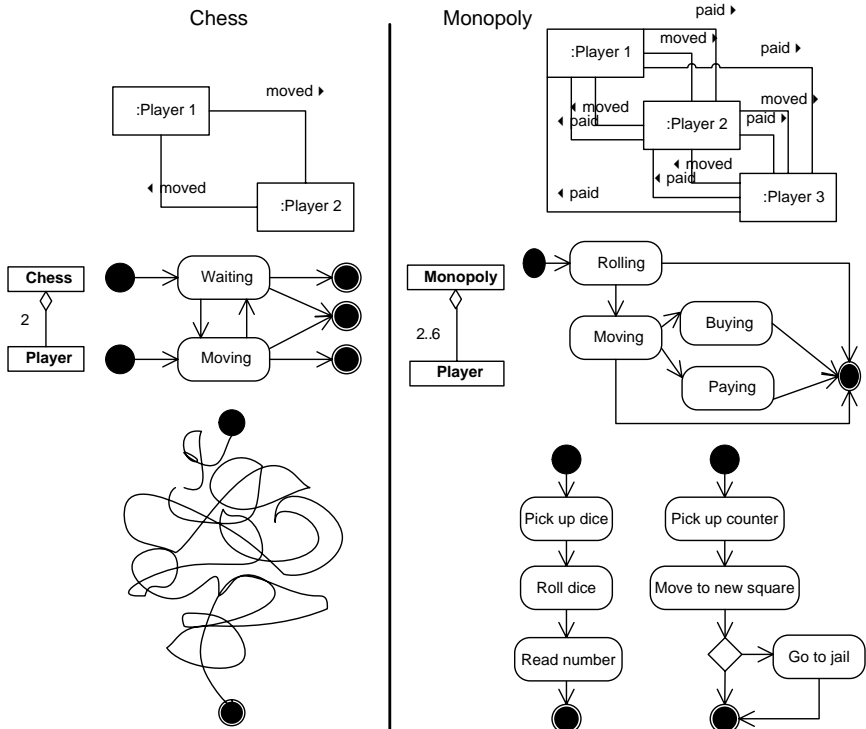 Chess
moved
:Player 1
moved
:Player 2
Chess
2
Player
Waiting
Moving
Monopoly
paid
:Player 1
moved
paid
moved
paid
:Player 2
moved
paid
moved
paid
paid
:Player 3
Monopoly
2..6
Player
Rolling
Moving
Buying
Paying
Pick up dice
Roll dice
Read number
Pick up counter
Move to new square
Go to jail